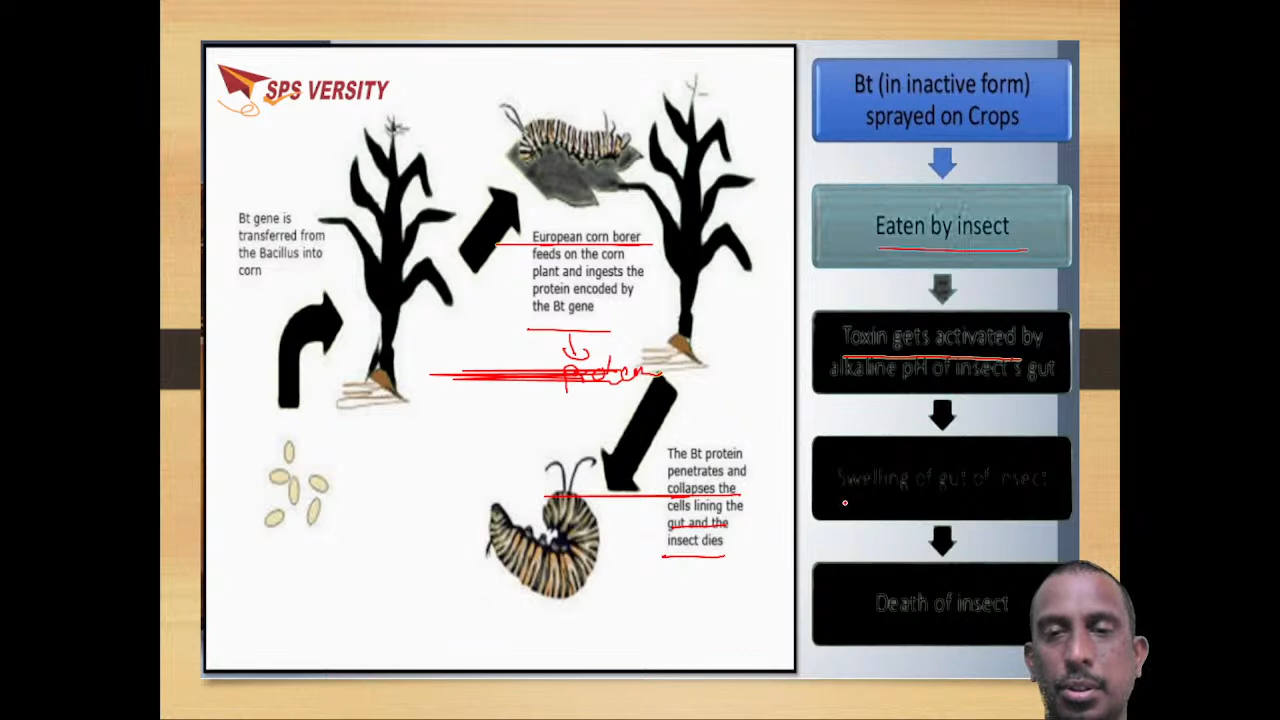 SPS VERSITY
Bt gene is
transferred from
the Bacillus into
corn
European corn borer
feeds on the corn
plant and ingests the
protein encoded by
the Bt gene
protein
The Bt protein
penetrates and
collapses the
cells lining the
gut and the
insect dies
Bt (in inactive form)
sprayed on Crops
Eaten by insect
Toxin gets activated by
alkaline pH of insect's gut
Swelling of gut of insect
Death of insect